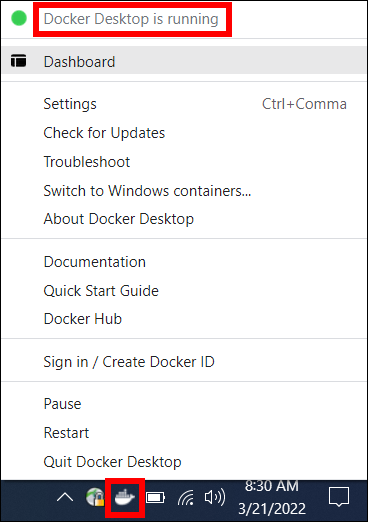 Docker Desktop is running
Dashboard
Settings Ctrl+Comma
Check for Updates
Troubleshoot
Switch to Windows containers...
About Docker Desktop
Documentation
Quick Start Guide
Docker Hub
Sign in / Create Docker ID
Pause
Restart
Quit Docker Desktop
8:30 AM
3/21/2022